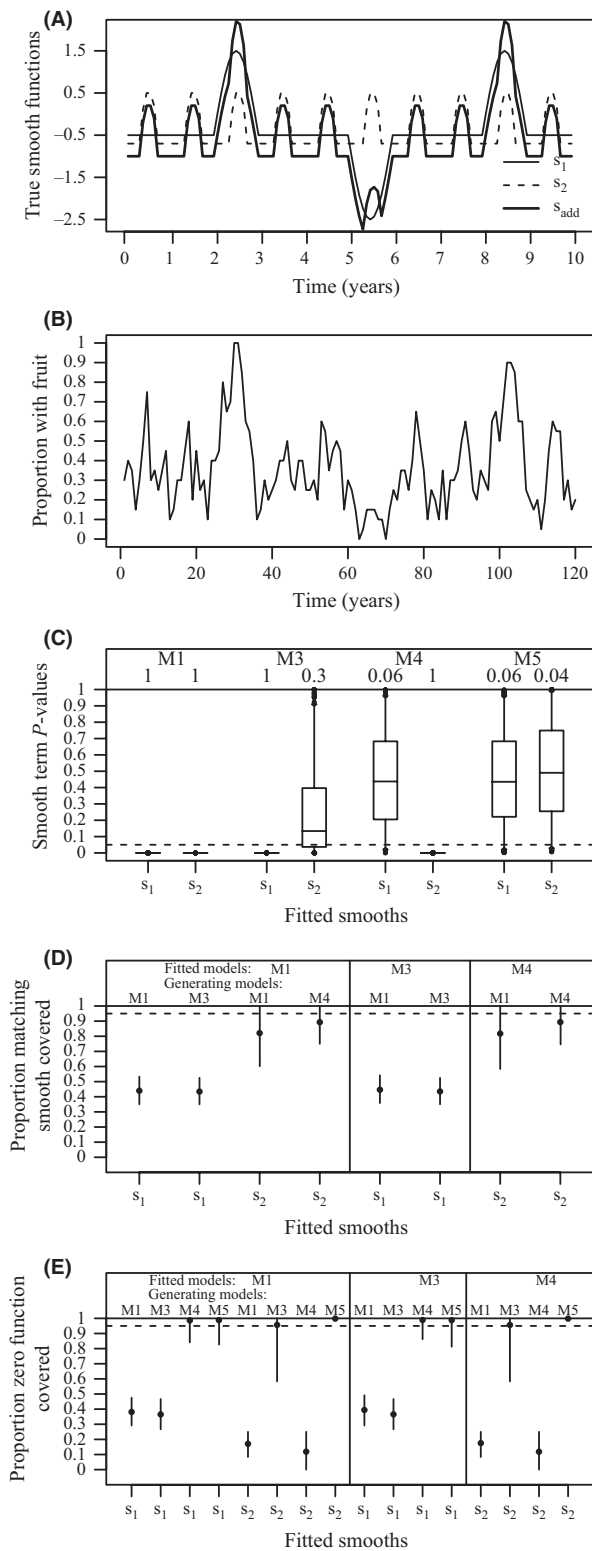 (A)
True smooth functions
1.5
0.5
−0.5
−1.5
−2.5
s1
s2
sadd
0 1 2 3 4 5 6 7 8 9 10
Time (years)
(B)
Proportion with fruit
1
0.9
0.8
0.7
0.6
0.5
0.4
0.3
0.2
0.1
0
0 20 40 60 80 100 120
Time (years)
(C)
Smooth term P-values
M1 M3 M4 M5
1 1 1 0.3 0.06 1 0.06 0.04
1
0.9
0.8
0.7
0.6
0.5
0.4
0.3
0.2
0.1
0
s1 s2 s1 s2 s1 s2 s1 s2
Fitted smooths
(D)
Proportion matching
smooth covered
Fitted models: M1 M3 M4
Generating models:
M1 M3 M1 M4 M1 M3 M1 M4
1
0.9
0.8
0.7
0.6
0.5
0.4
0.3
0.2
0.1
0
s1 s1 s2 s2 s1 s1 s2 s2
Fitted smooths
(E)
Proportion zero function
covered
Fitted models: M1 M3 M4
Generating models:
M1 M3 M4 M5 M1 M3 M4 M5 M1 M3 M4 M5 M1 M3 M4 M5
1
0.9
0.8
0.7
0.6
0.5
0.4
0.3
0.2
0.1
0
s1 s1 s1 s1 s2 s2 s2 s2 s1 s1 s1 s1 s2 s2 s2 s2
Fitted smooths